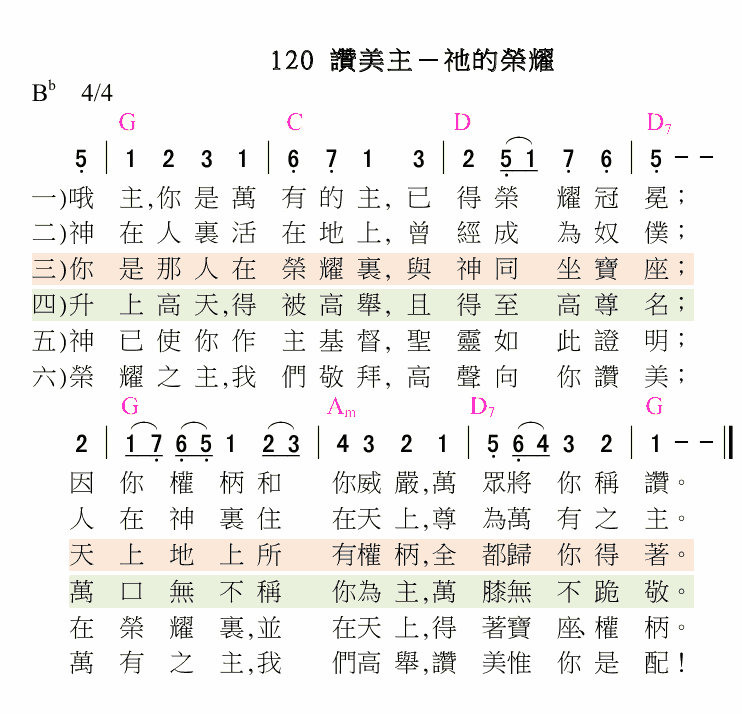 120 讚美主－祂的榮耀
Bb 4/4
G C D D7
5 | 1 2 3 1 | 6 7 1 3 | 2 5 1 7 6 | 5 － －
一)哦 主,你 是 萬 有 的 主, 已 得 榮 耀 冠 冕；
二)神 在 人 裏 活 在 地 上, 曾 經 成 為 奴 僕；
三)你 是 那 人 在 榮 耀 裏, 與 神 同 坐 寶 座；
四)升 上 高 天,得 被 高 舉, 且 得 至 高 尊 名；
五)神 已 使 你 作 主 基 督, 聖 靈 如 此 證 明；
六)榮 耀 之 主,我 們 敬 拜, 高 聲 向 你 讚 美；
G Am D7 G
2 | 1 7 6 5 1 2 3 | 4 3 2 1 | 5 6 4 3 2 | 1 － － ‖
因 你 權 柄 和 你 威 嚴,萬 眾 將 你 稱 讚。
人 在 神 裏 住 在 天 上,尊 為 萬 有 之 主。
天 上 地 上 所 有 權 柄,全 都 歸 你 得 著。
萬 口 無 不 稱 你 為 主,萬 膝 無 不 跪 敬。
在 榮 耀 裏,並 在 天 上,得 著 寶 座、權 柄。
萬 有 之 主,我 們 高 舉,讚 美 惟 你 是 配！